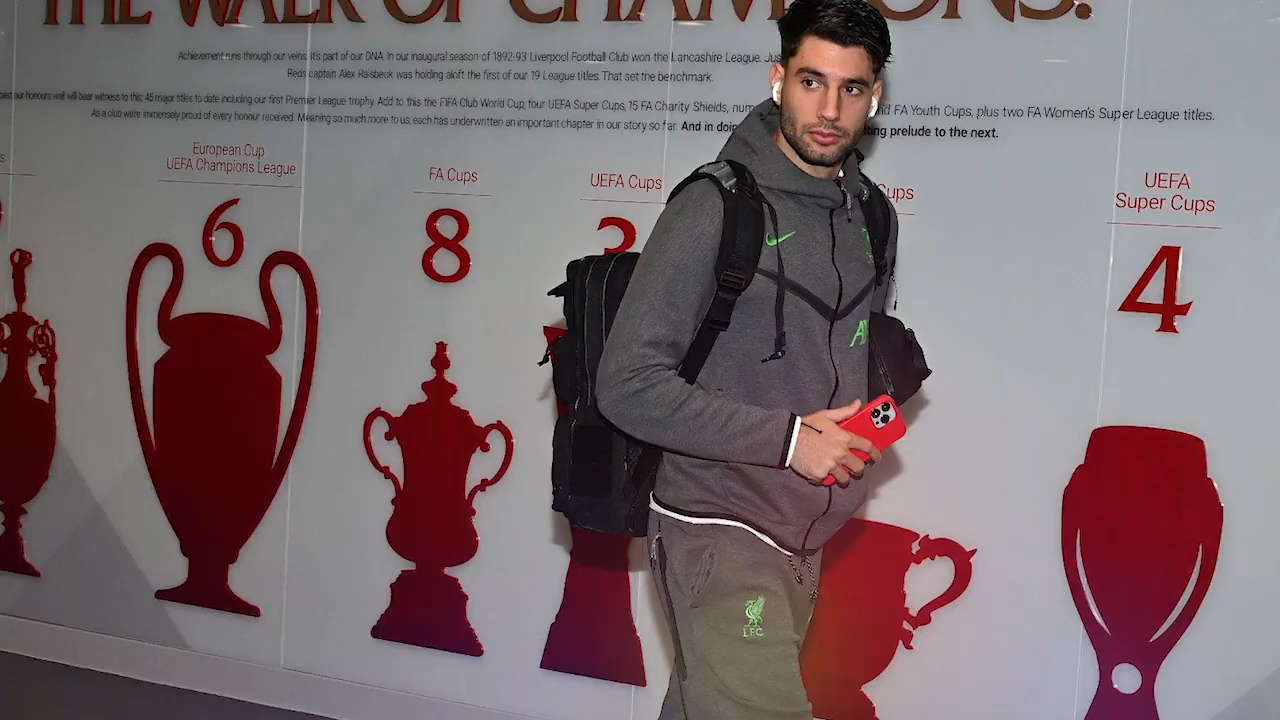 THE WALK OF CHAMPIONS.
Achievement runs through our veins, it's part of our DNA. In our inaugural season of 1892-93 Liverpool Football Club won the Lancashire League.
Reds captain Alex Raisbeck was holding aloft the first of our 19 League titles. That set the benchmark.
our honours well will bear witness to this; 45 major titles to date including our first Premier League trophy. Add to this the FIFA Club World Cup, four UEFA Super Cups, 15 FA Charity Shields, FA Youth Cups, plus two FA Women's Super League titles.
As a club we're immensely proud of every honour received. Meaning so much more to us, each has underwritten an important chapter in our story so far. And in prelude to the next.
European Cup
UEFA Champions League
6
FA Cups
8
UEFA Cups
3
Cups
UEFA
Super Cups
4
L.F.C.